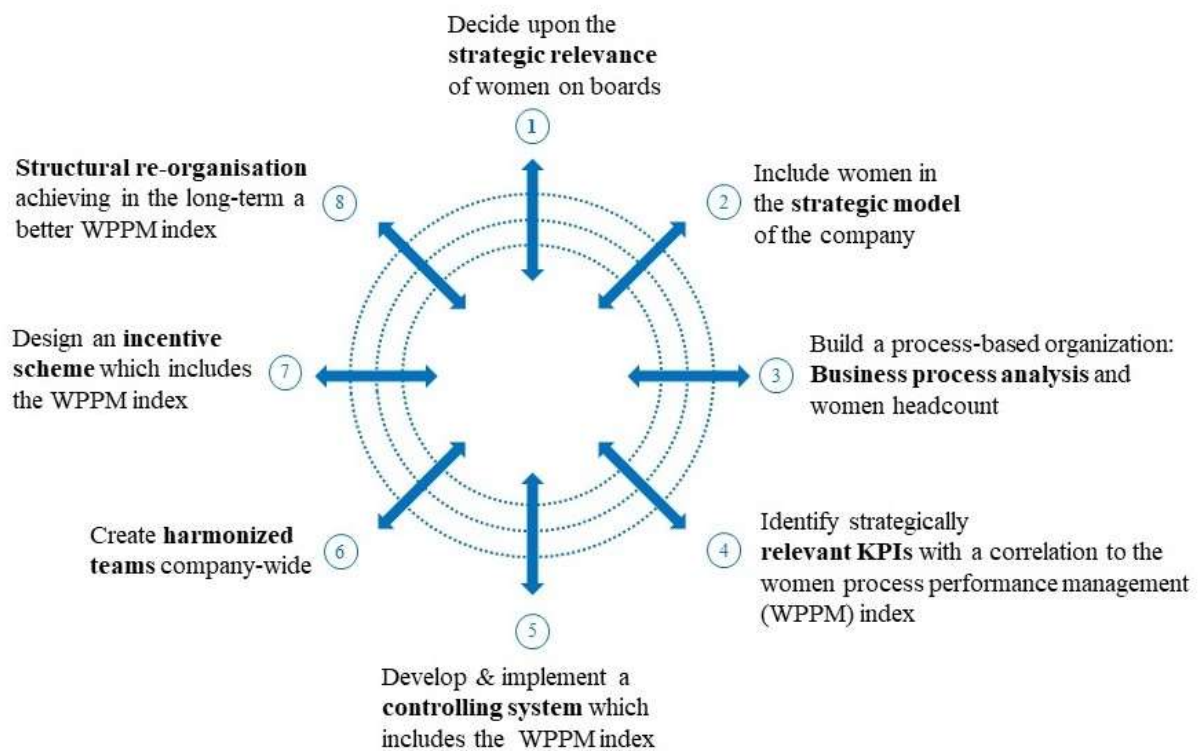 Decide upon the
strategic relevance
of women on boards
1
Include women in
the strategic model
of the company
2
Build a process-based organization:
Business process analysis and
women headcount
3
Identify strategically
relevant KPIs with a correlation to the
women process performance management
(WPPM) index
4
5
Develop & implement a
controlling system which
includes the WPPM index
Create harmonized
teams company-wide
6
Design an incentive
scheme which includes
the WPPM index
7
Structural re-organisation
achieving in the long-term a
better WPPM index
8